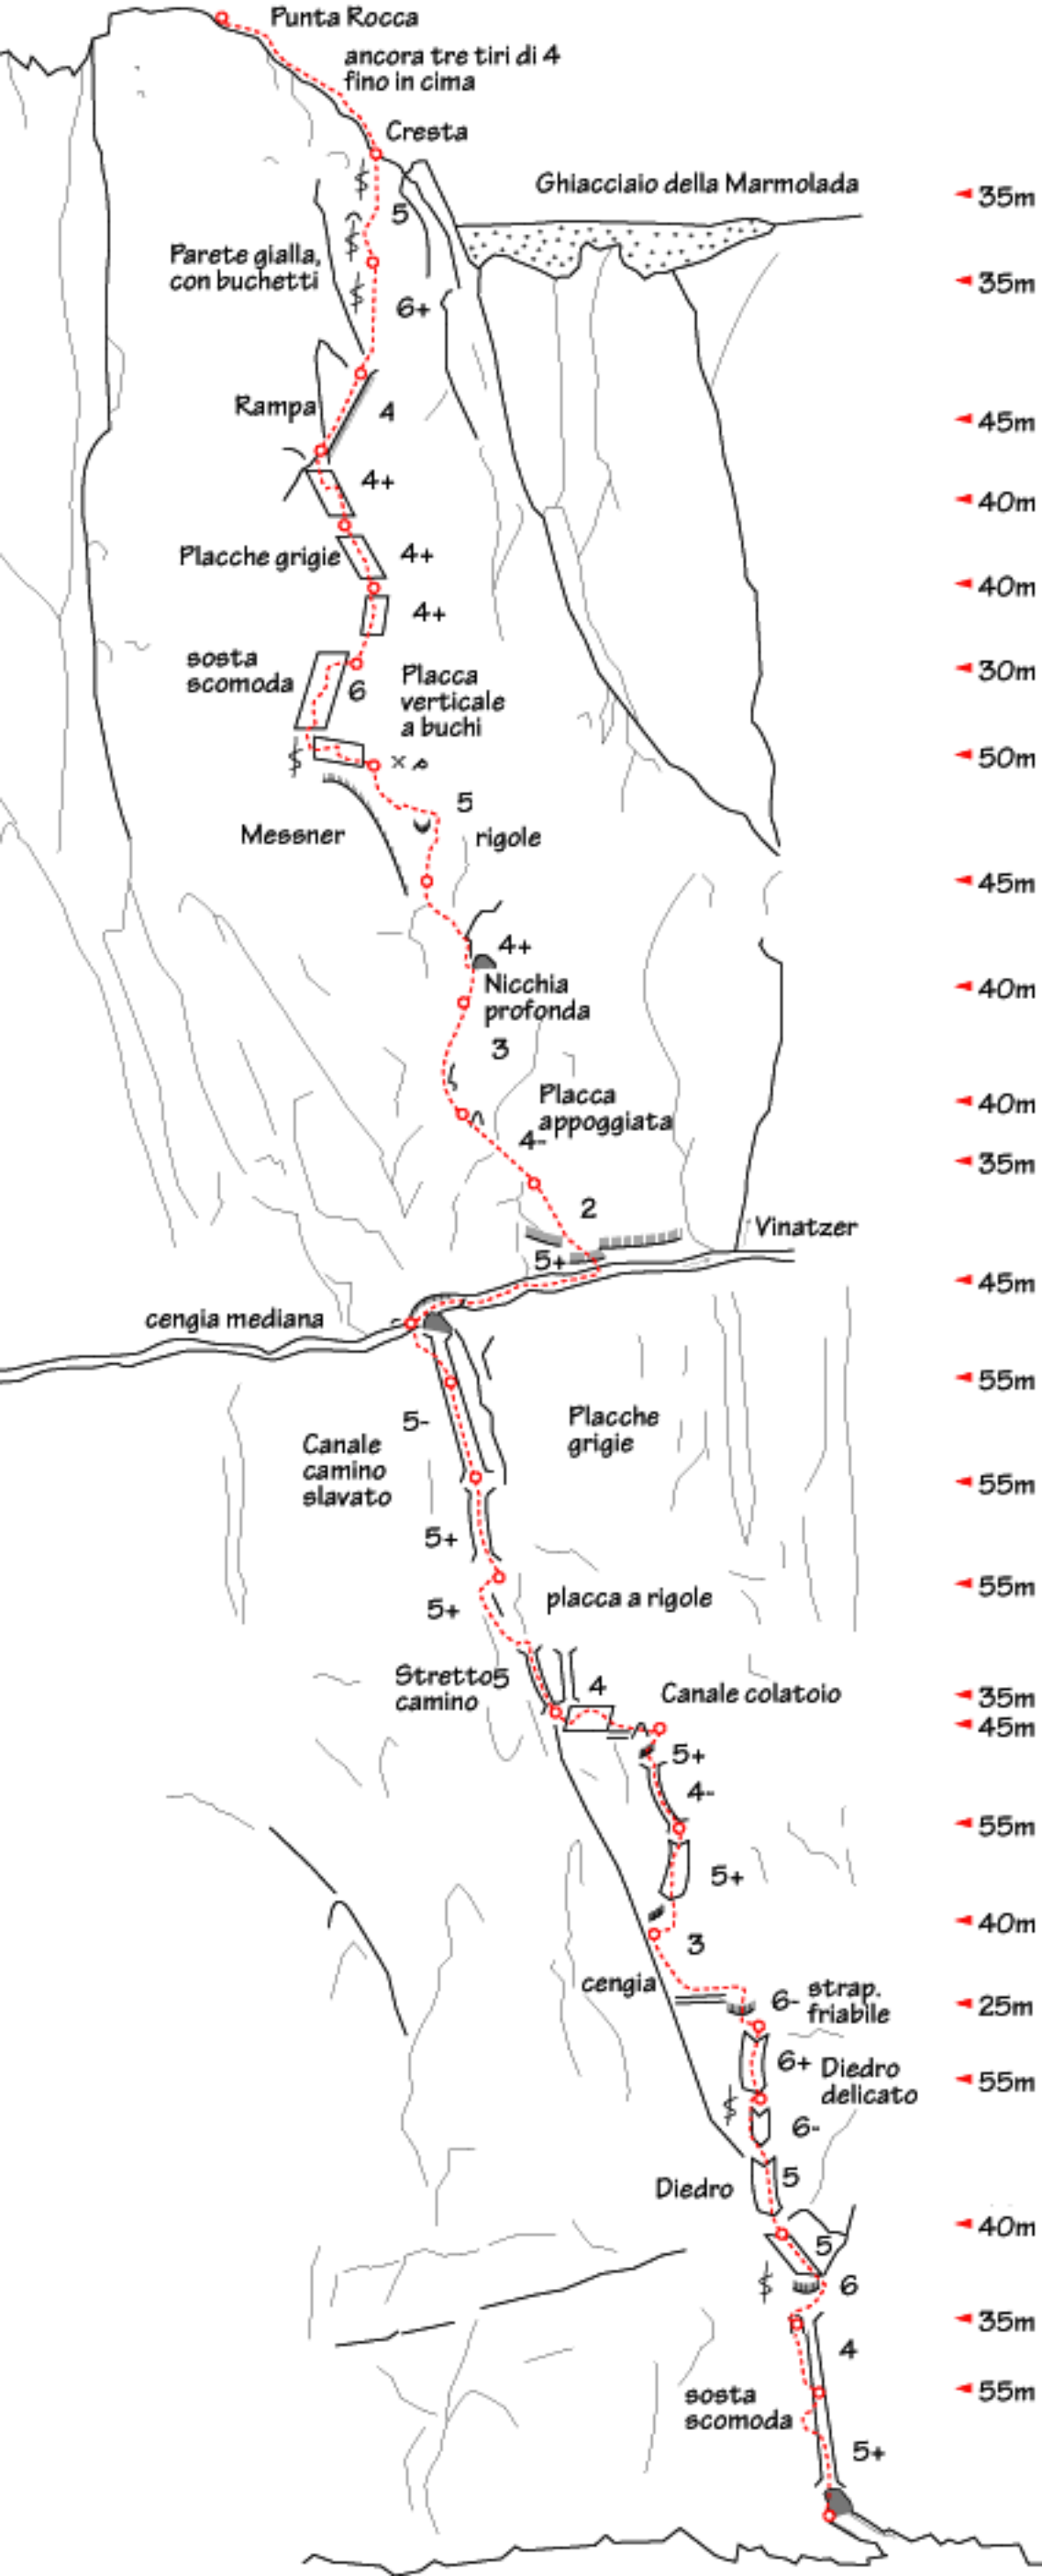 Punta Rocca
ancora tre tiri di 4
fino in cima
Cresta
Ghiacciaio della Marmolada
35m
5
Parete gialla,
con buchetti
35m
6+
Rampa
4
45m
4+
40m
Placche grigie
4+
40m
4+
sosta
scomoda
6
Placca
verticale
a buchi
30m
50m
5
Messner
rigole
45m
4+
Nicchia
profonda
40m
3
Placca
appoggiata
40m
4-
35m
2
Vinatzer
5+
45m
cengia mediana
55m
5-
Placche
grigie
Canale
camino
slavato
55m
5+
55m
5+
placca a rigole
Stretto
camino
5
4
Canale colatoio
35m
45m
5+
4-
55m
5+
40m
3
cengia
6-
strap.
friabile
25m
6+
Diedro
delicato
55m
6-
Diedro
5
40m
5
6
35m
4
sosta
scomoda
55m
5+